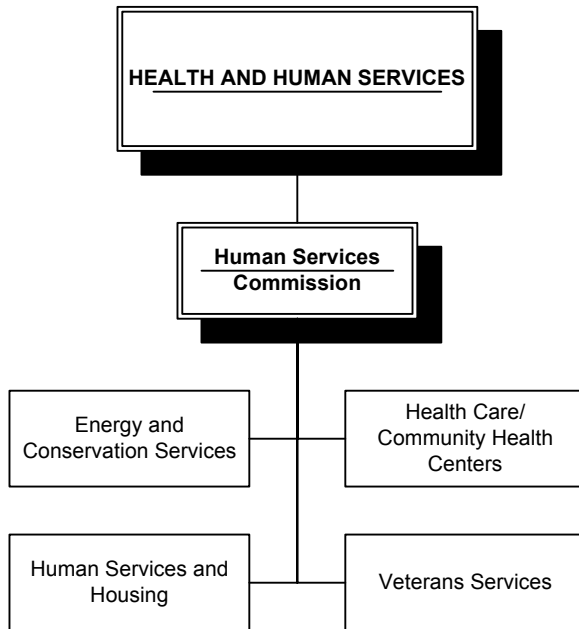 HEALTH AND HUMAN SERVICES
Human Services
Commission
Energy and
Conservation Services
Health Care/
Community Health
Centers
Human Services and
Housing
Veterans Services